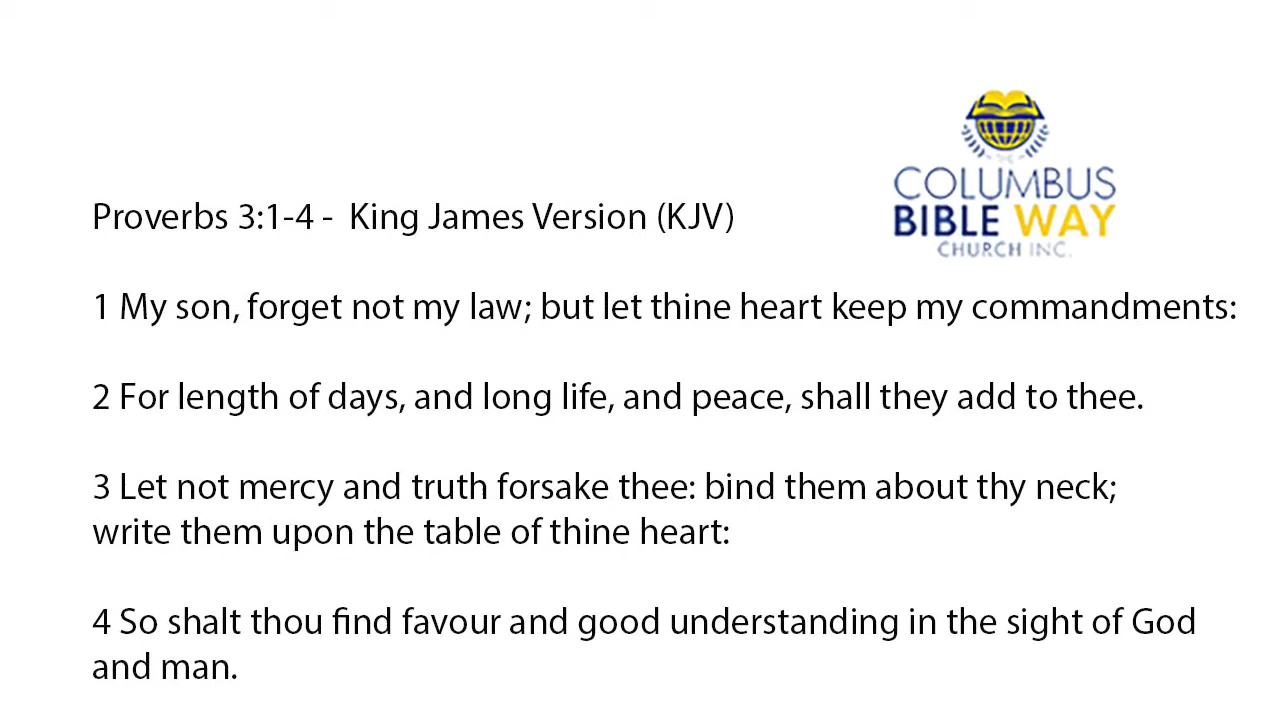 COLUMBUS
BIBLE WAY
CHURCH INC.
Proverbs 3:1-4 -  King James Version (KJV)
1 My son, forget not my law; but let thine heart keep my commandments:
2 For length of days, and long life, and peace, shall they add to thee.
3 Let not mercy and truth forsake thee: bind them about thy neck;
write them upon the table of thine heart:
4 So shalt thou find favour and good understanding in the sight of God
and man.